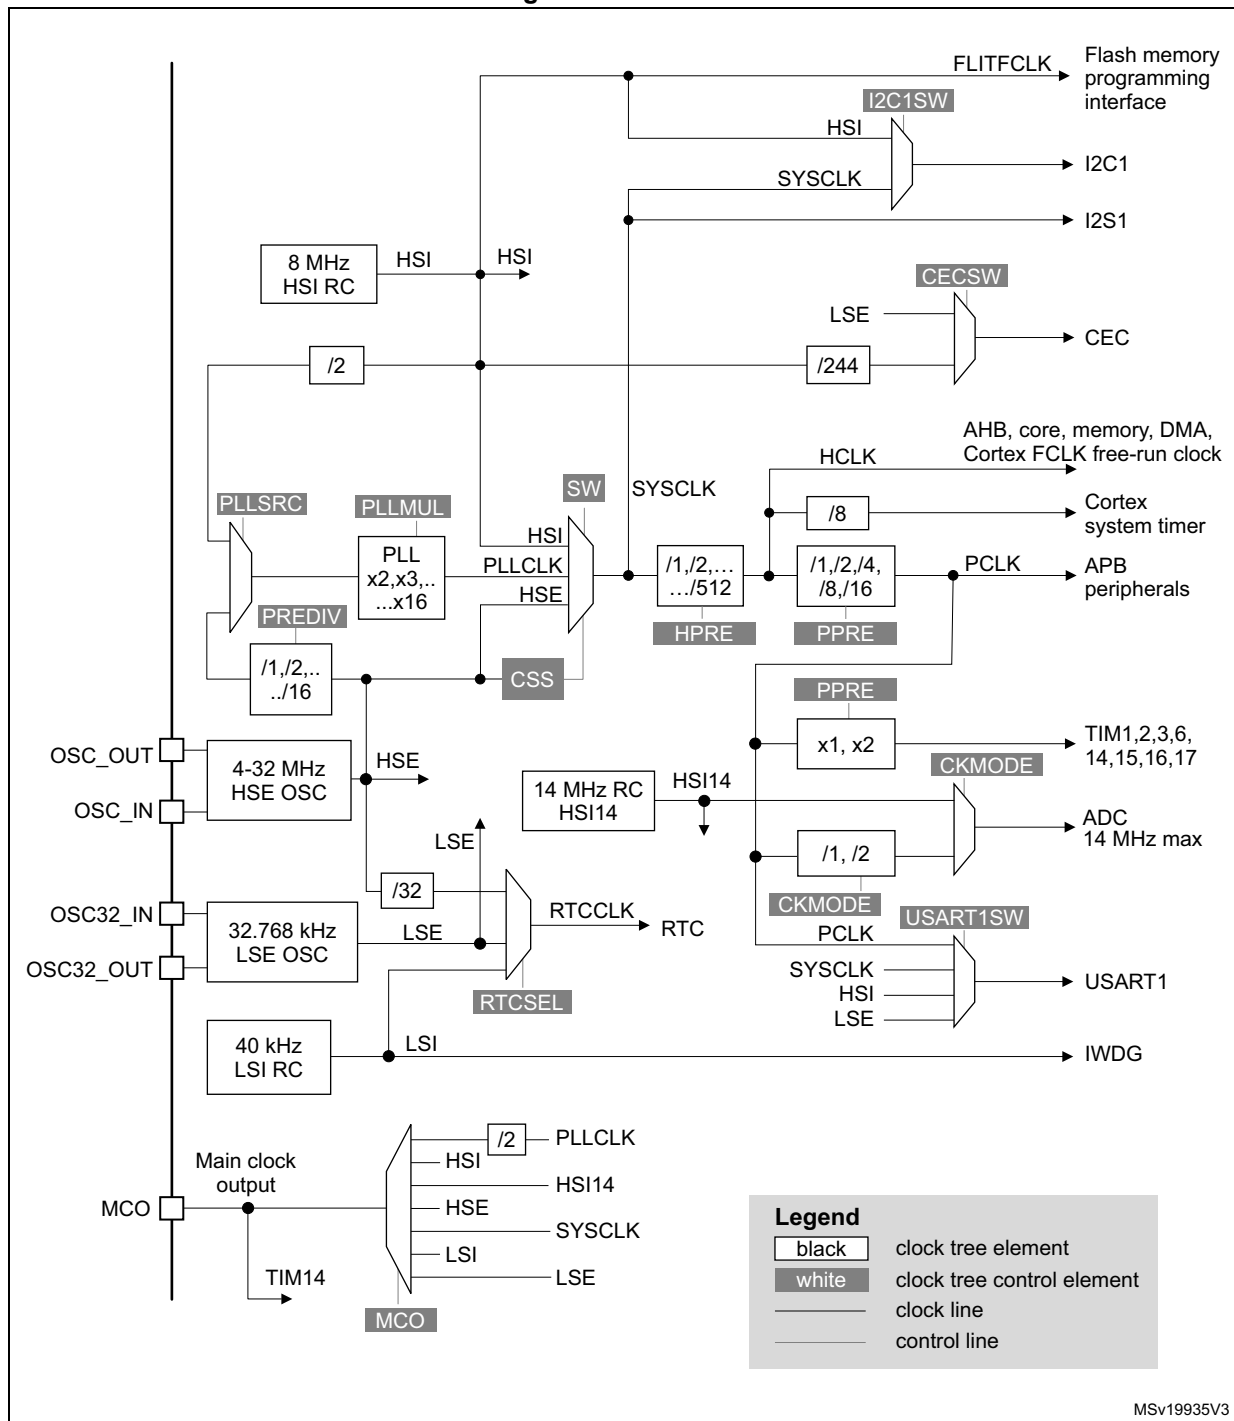 FLITFCLK
Flash memory
programming
interface
I2C1SW
HSI
I2C1
SYSCLK
I2S1
8 MHz
HSI RC
HSI
HSI
CECSW
LSE
CEC
/2
/244
AHB, core, memory, DMA,
Cortex FCLK free-run clock
HCLK
SW
SYSCLK
PLLSRC
PLLMUL
/8
Cortex
system timer
HSI
PLL
x2,x3,..
...x16
PLLCLK
HSE
/1,/2,...
.../512
/1,/2,/4,
/8,/16
PCLK
APB
peripherals
PREDIV
HPRE
PPRE
/1,/2,..
../16
CSS
PPRE
x1, x2
TIM1,2,3,6,
14,15,16,17
OSC_OUT
4-32 MHz
HSE OSC
HSE
OSC_IN
14 MHz RC
HSI14
HSI14
CKMODE
ADC
14 MHz max
LSE
/1, /2
/32
CKMODE
OSC32_IN
32.768 kHz
LSE OSC
LSE
RTCCLK
RTC
USART1SW
PCLK
OSC32_OUT
SYSCLK
HSI
LSE
USART1
RTCSEL
40 kHz
LSI RC
LSI
IWDG
/2
PLLCLK
Main clock
output
HSI
HSI14
MCO
HSE
SYSCLK
LSI
TIM14
LSE
MCO
Legend
black
clock tree element
white
clock tree control element
clock line
control line
MSv19935V3